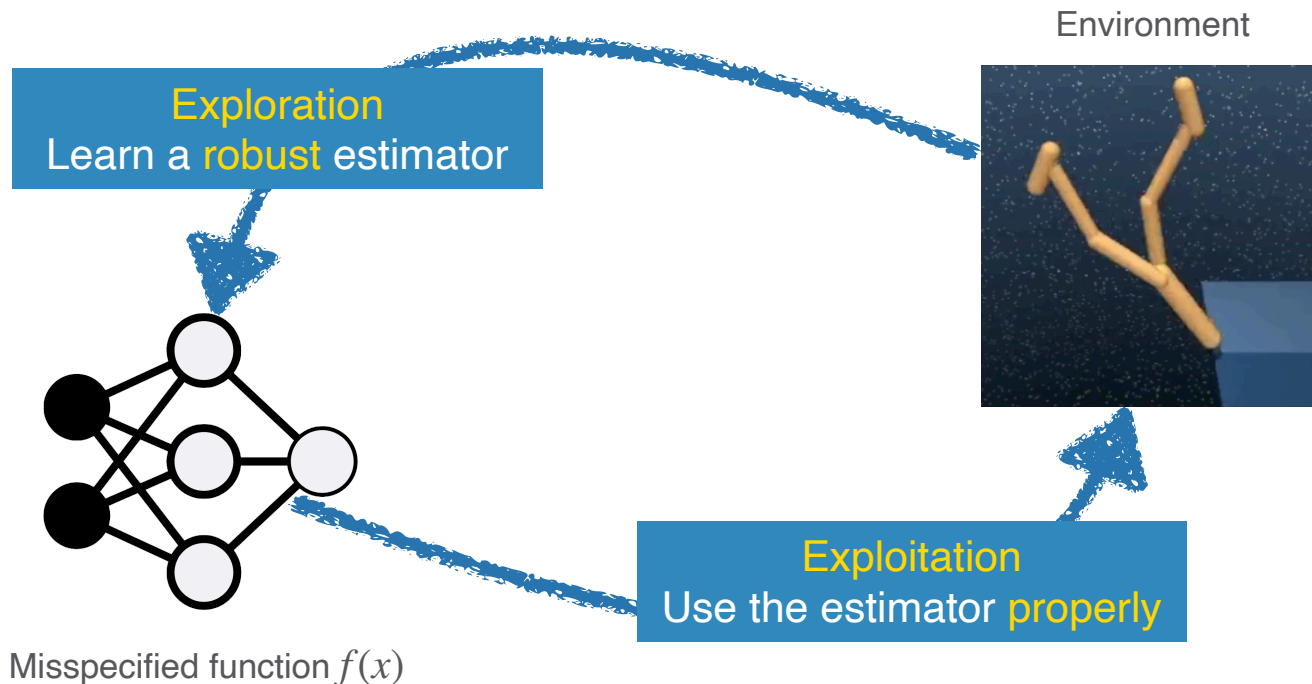 Environment
Exploration
Learn a robust estimator
Exploitation
Use the estimator properly
Misspecified function f(x)